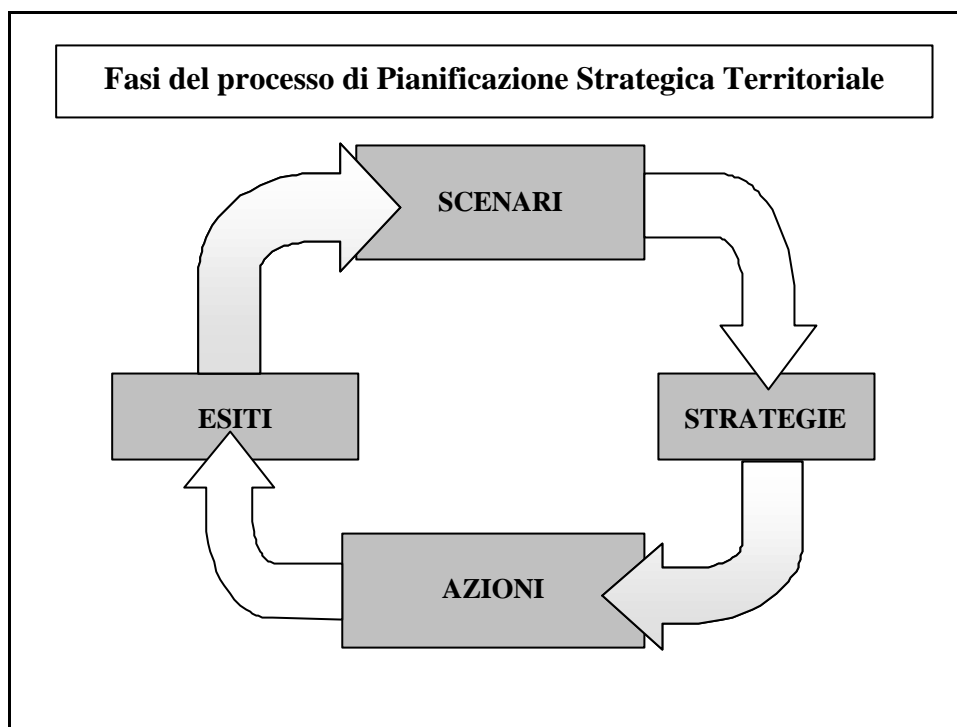 Fasi del processo di Pianificazione Strategica Territoriale
SCENARI
ESITI
STRATEGIE
AZIONI